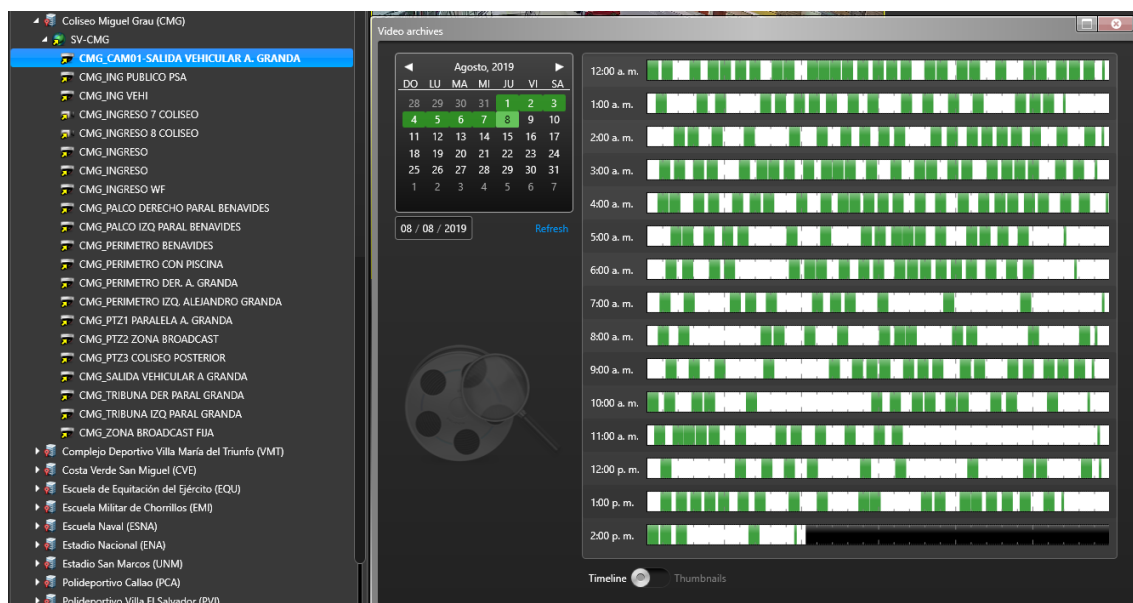 Coliseo Miguel Grau (CMG)
SV-CMG
CMG_CAM01-SALIDA VEHICULAR A. GRANDA
CMG_ING PUBLICO PSA
CMG_ING VEHI
CMG_INGRESO 7 COLISEO
CMG_INGRESO 8 COLISEO
CMG_INGRESO
CMG_INGRESO
CMG_INGRESO WF
CMG_PALCO DERECHO PARAL BENAVIDES
CMG_PALCO IZQ PARAL BENAVIDES
CMG_PERIMETRO BENAVIDES
CMG_PERIMETRO CON PISCINA
CMG_PERIMETRO DER. A. GRANDA
CMG_PERIMETRO IZQ. ALEJANDRO GRANDA
CMG_PTZ1 PARALELA A. GRANDA
CMG_PTZ2 ZONA BROADCAST
CMG_PTZ3 COLISEO POSTERIOR
CMG_SALIDA VEHICULAR A GRANDA
CMG_TRIBUNA DER PARAL GRANDA
CMG_TRIBUNA IZQ PARAL GRANDA
CMG_ZONA BROADCAST FIJA
Complejo Deportivo Villa María del Triunfo (VMT)
Costa Verde San Miguel (CVE)
Escuela de Equitación del Ejército (EQU)
Escuela Militar de Chorrillos (EMI)
Escuela Naval (ESNA)
Estadio Nacional (ENA)
Estadio San Marcos (UNM)
Polideportivo Callao (PCA)
Polideportivo Villa El Salvador (PVI)
Video archives
Agosto, 2019
DO LU MA MI JU VI SA
28 29 30 31 1 2 3
4 5 6 7 8 9 10
11 12 13 14 15 16 17
18 19 20 21 22 23 24
25 26 27 28 29 30 31
1 2 3 4 5 6 7
08 / 08 / 2019 Refresh
12:00 a. m.
1:00 a. m.
2:00 a. m.
3:00 a. m.
4:00 a. m.
5:00 a. m.
6:00 a. m.
7:00 a. m.
8:00 a. m.
9:00 a. m.
10:00 a. m.
11:00 a. m.
12:00 p. m.
1:00 p. m.
2:00 p. m.
Timeline Thumbnails